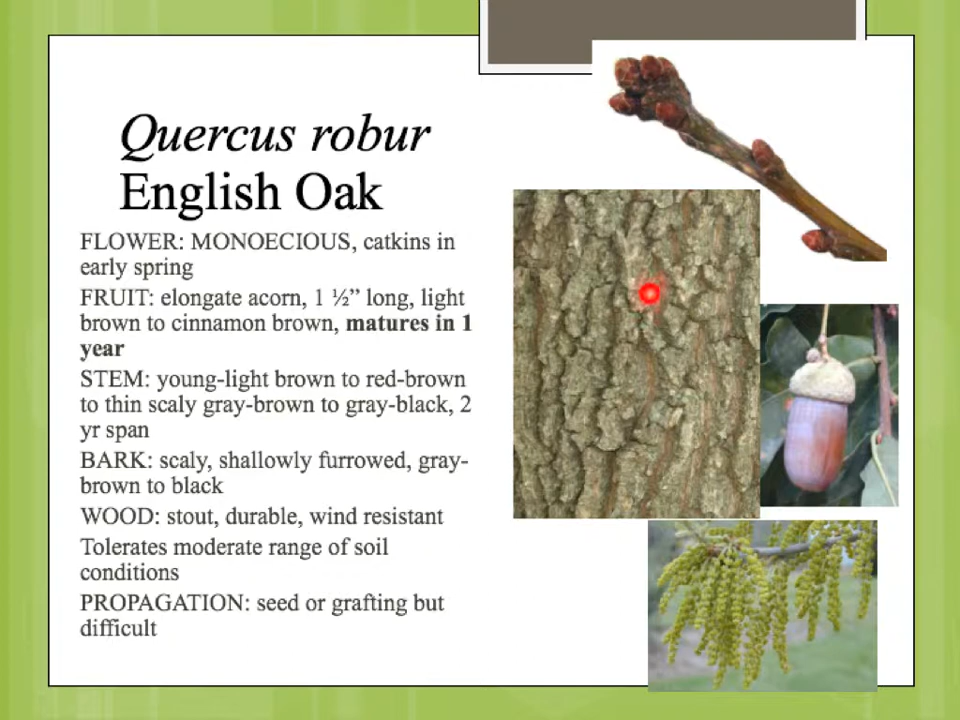 Quercus robur
English Oak
FLOWER: MONOECIOUS, catkins in
early spring
FRUIT: elongate acorn, 1 ½” long, light
brown to cinnamon brown, matures in 1
year
STEM: young-light brown to red-brown
to thin scaly gray-brown to gray-black, 2
yr span
BARK: scaly, shallowly furrowed, gray-
brown to black
WOOD: stout, durable, wind resistant
Tolerates moderate range of soil
conditions
PROPAGATION: seed or grafting but
difficult